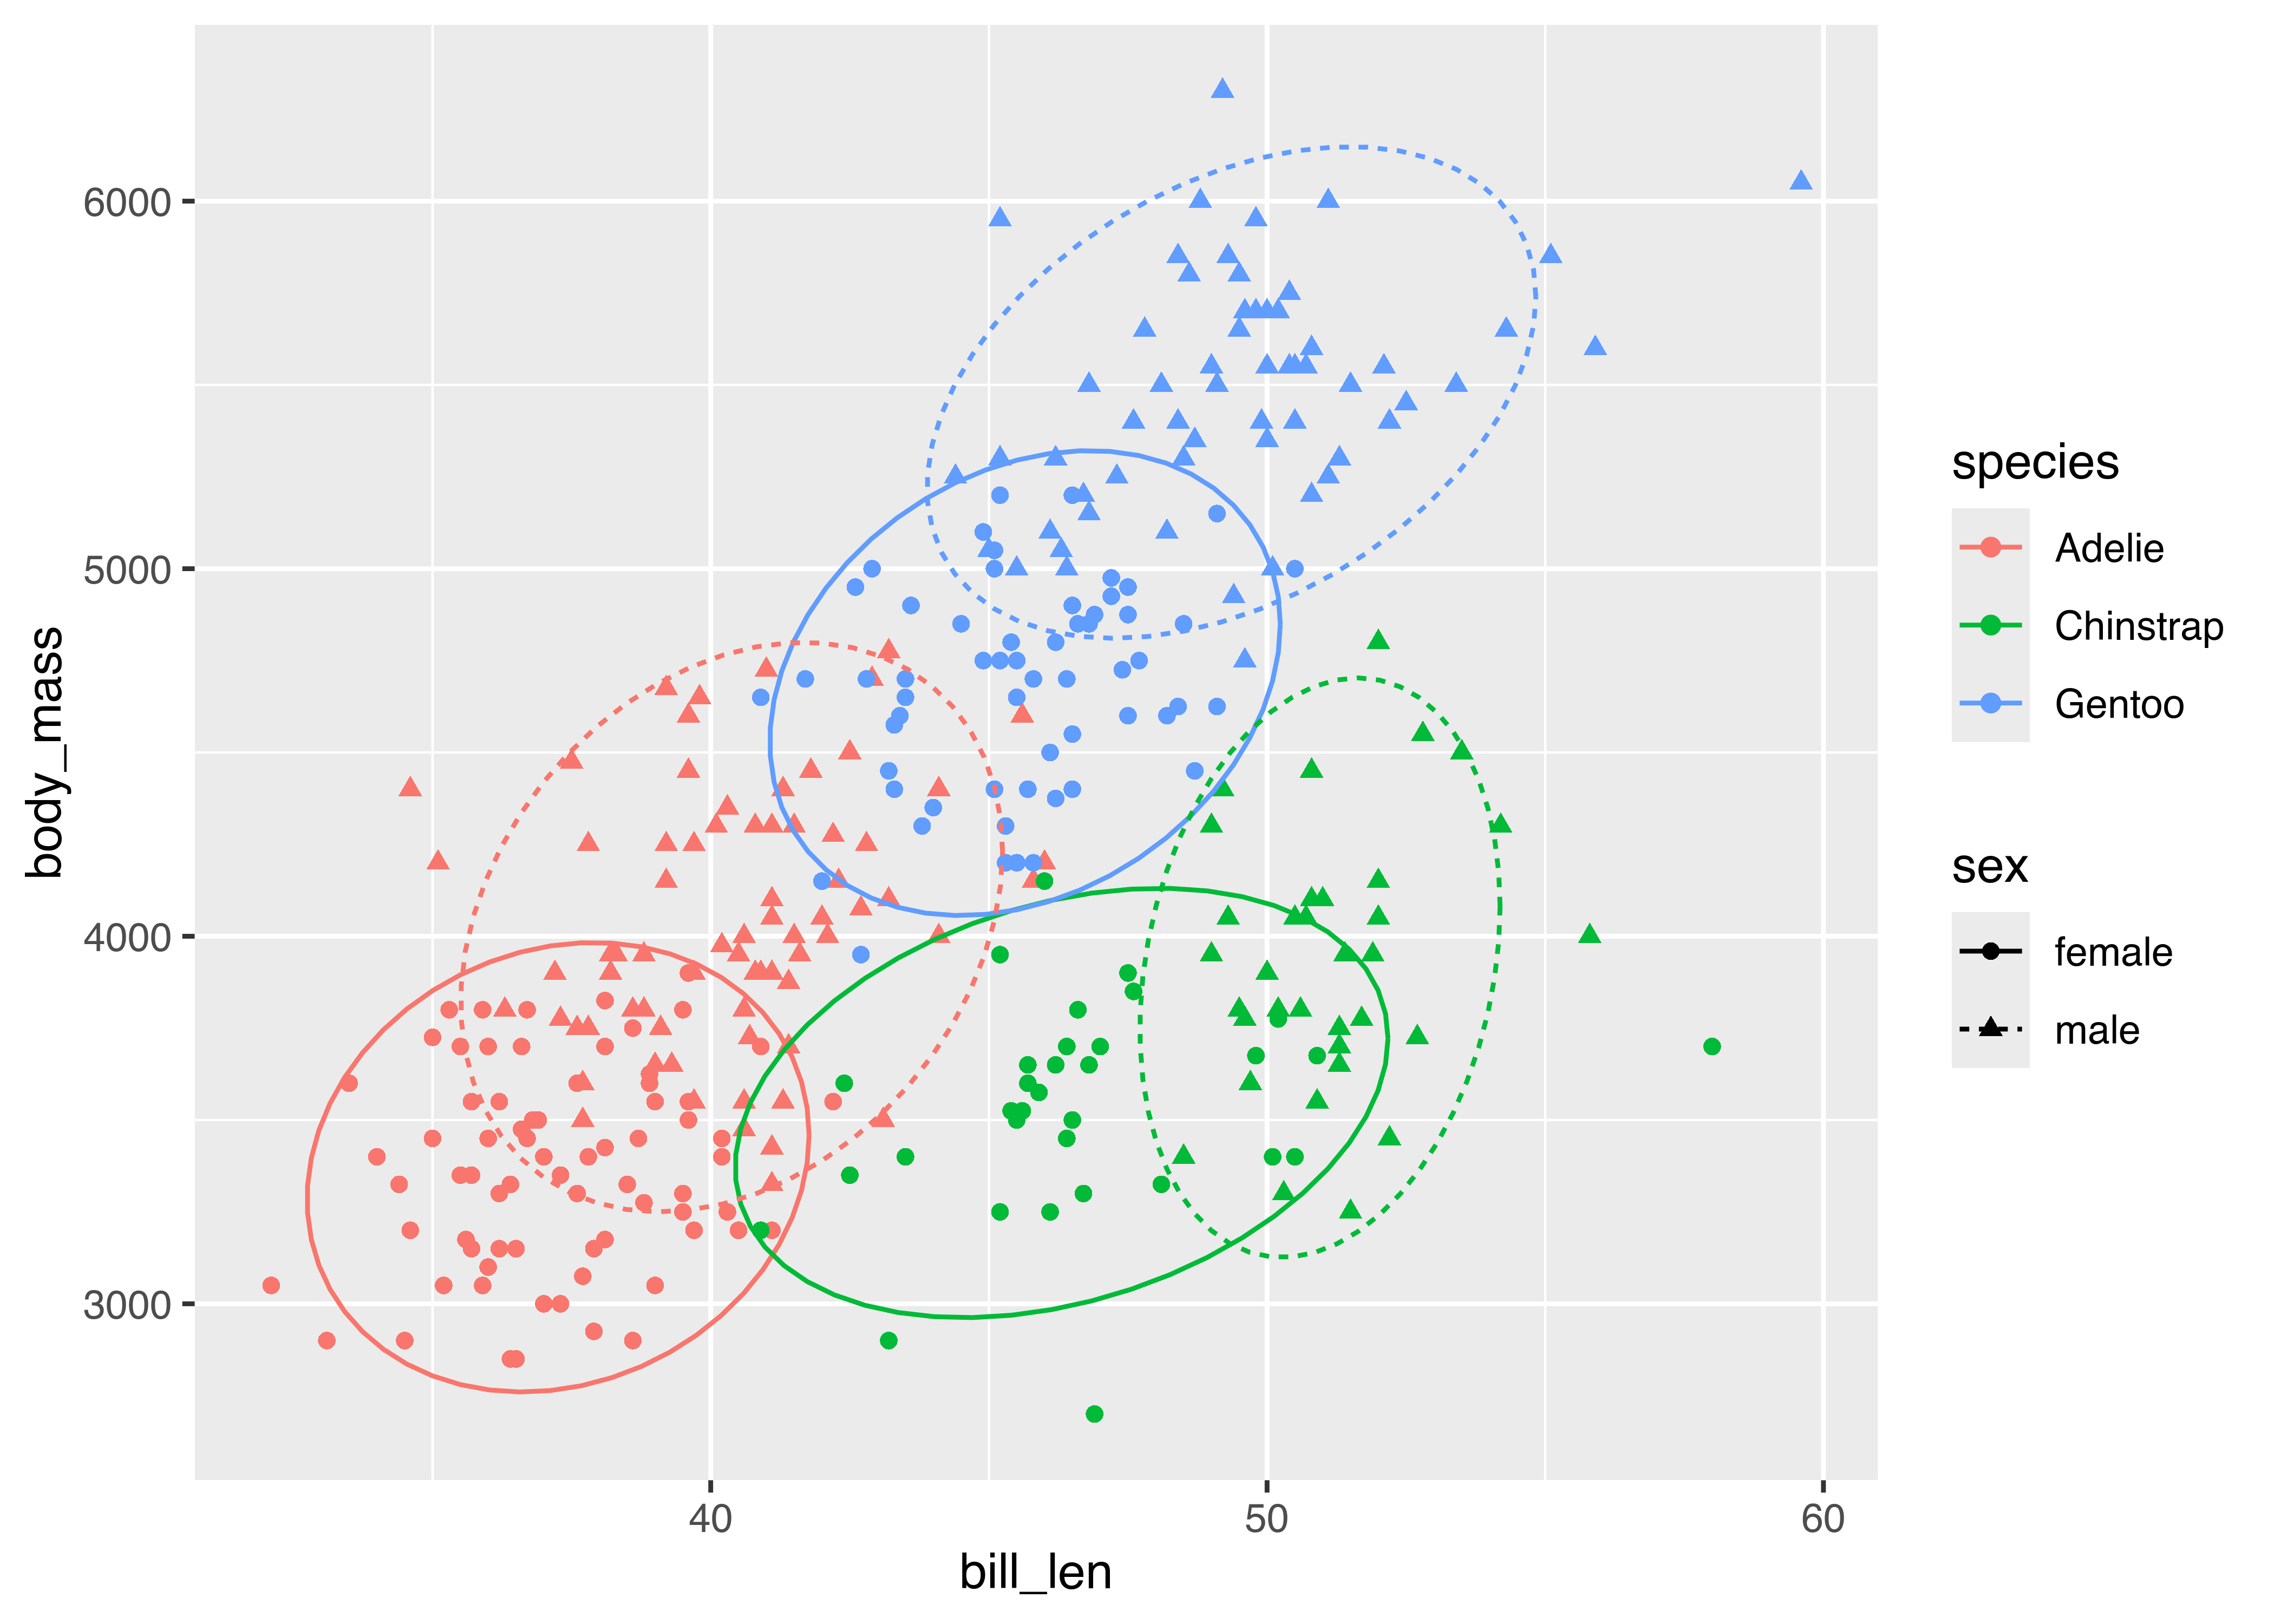 body_mass
6000
5000
4000
3000
40
50
60
bill_len
species
Adelie
Chinstrap
Gentoo
sex
female
male